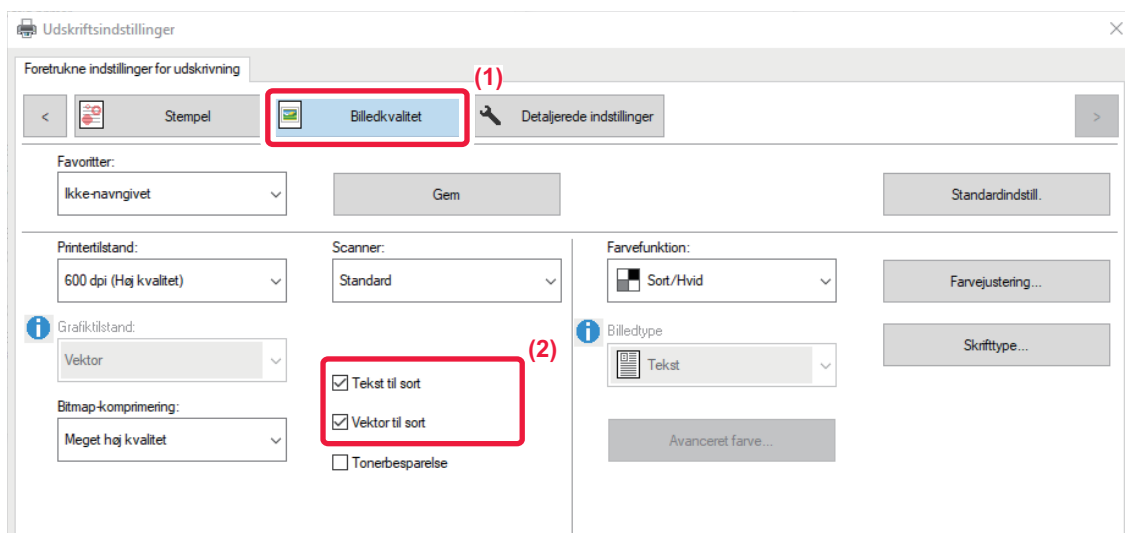 Udskriftsindstillinger
Foretrukne indstillinger for udskrivning
(1)
< Stempel Billedkvalitet Detaljerede indstillinger >
Favoritter:
Ikke-navngivet Gem Standardindstill.
Printertilstand: Scanner: Farvefunktion:
600 dpi (Høj kvalitet) Standard Sort/Hvid Farvejustering...
Grafiktilstand: Billedtype
(2)
Vektor Tekst Skrifttype...
Tekst til sort
Bitmap-komprimering:
Vektor til sort
Meget høj kvalitet Avanceret farve...
Tonerbesparelse